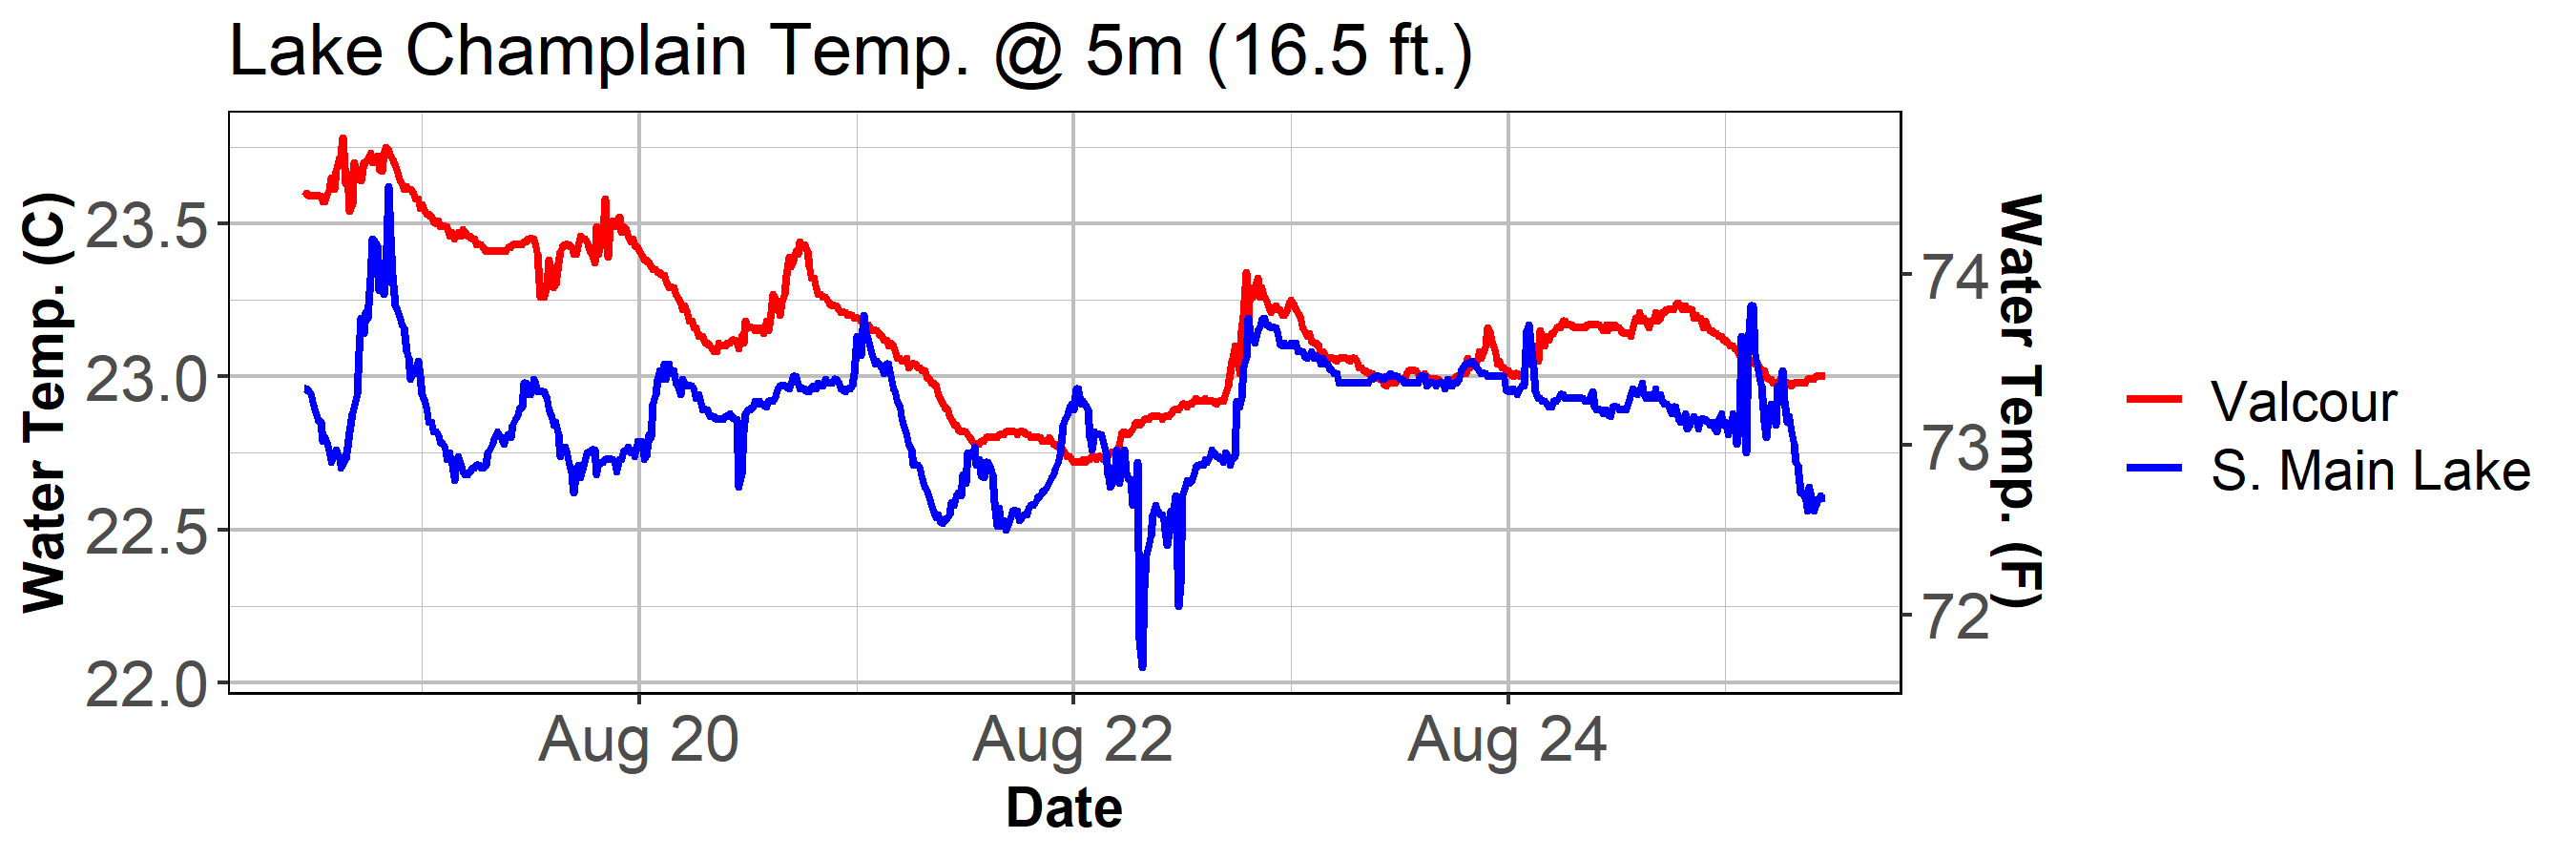 Lake Champlain Temp. @ 5m (16.5 ft.)
Water Temp. (C)
23.5
23.0
22.5
22.0
Aug 20
Aug 22
Aug 24
Date
74
73
72
Water Temp. (F)
Valcour
S. Main Lake